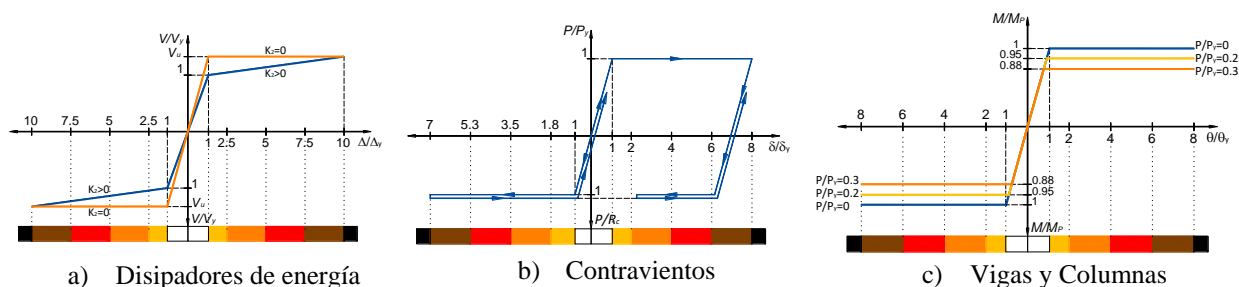 V/Vy
Vu
K2=0
1
K2>0
10 7.5 5 2.5 1
1 2.5 5 7.5 10 Δ/Δy
K2>0
1
K2=0
Vu
V/Vy
a) Disipadores de energía
P/Py
1
7 5.3 3.5 1.8 1
1 2 4 6 8 δ/δy
1
P/Rc
b) Contravientos
M/MP
1 P/PY=0
0.95 P/PY=0.2
0.88 P/PY=0.3
8 6 4 2 1
1 2 4 6 8 θ/θy
P/PY=0.3 0.88
P/PY=0.2 0.95
P/PY=0 1
M/MP
c) Vigas y Columnas